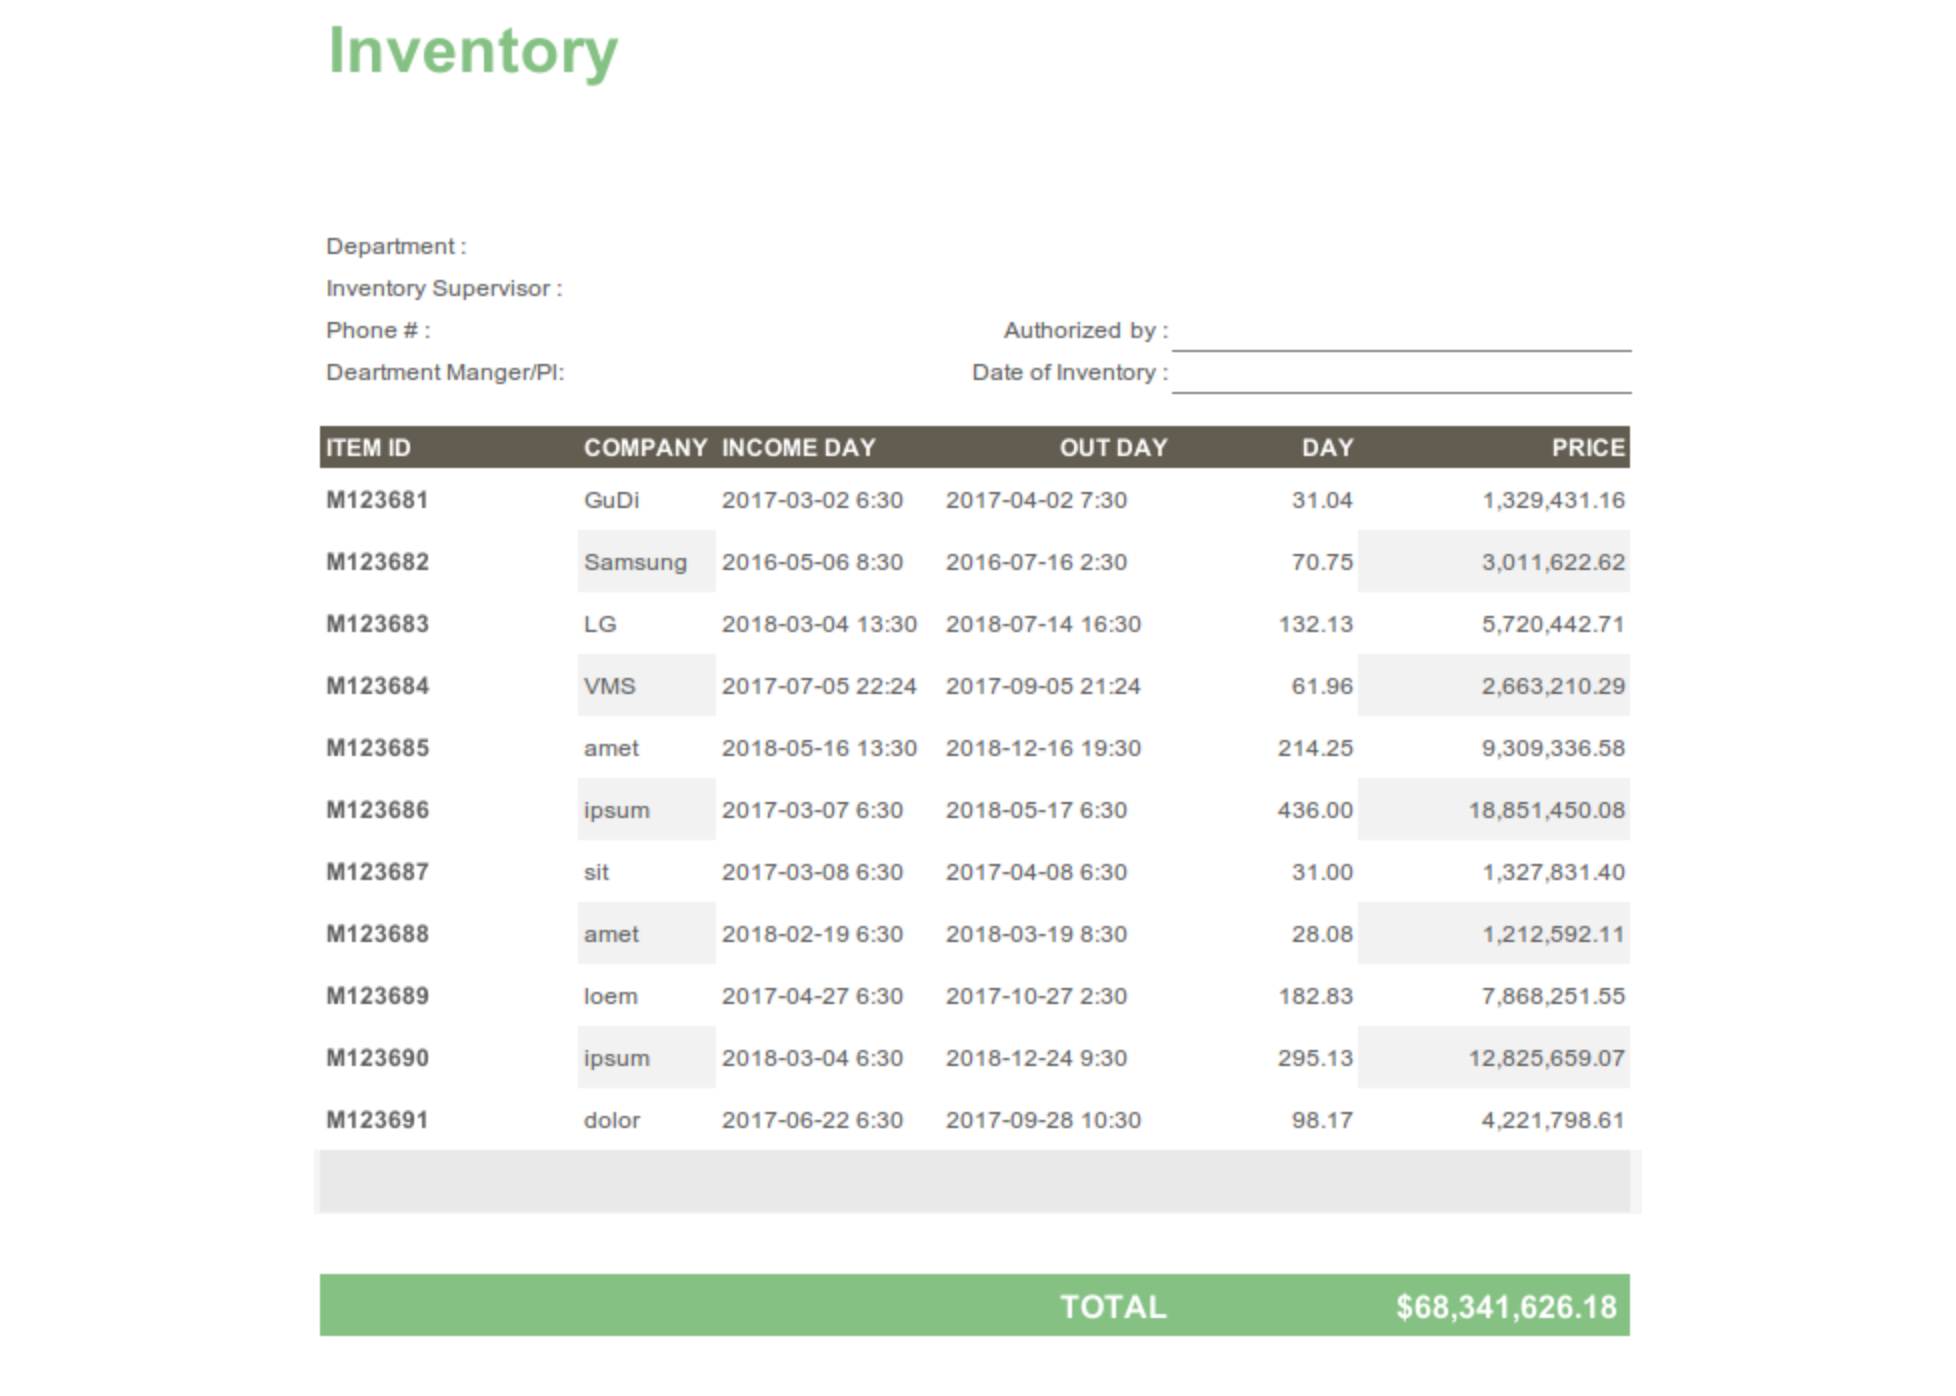 Inventory
Department :
Inventory Supervisor :
Phone # :
Authorized by :
Deartment Manger/PI:
Date of Inventory :
ITEM ID COMPANY INCOME DAY OUT DAY DAY PRICE
M123681 GuDi 2017-03-02 6:30 2017-04-02 7:30 31.04 1,329,431.16
M123682 Samsung 2016-05-06 8:30 2016-07-16 2:30 70.75 3,011,622.62
M123683 LG 2018-03-04 13:30 2018-07-14 16:30 132.13 5,720,442.71
M123684 VMS 2017-07-05 22:24 2017-09-05 21:24 61.96 2,663,210.29
M123685 amet 2018-05-16 13:30 2018-12-16 19:30 214.25 9,309,336.58
M123686 ipsum 2017-03-07 6:30 2018-05-17 6:30 436.00 18,851,450.08
M123687 sit 2017-03-08 6:30 2017-04-08 6:30 31.00 1,327,831.40
M123688 amet 2018-02-19 6:30 2018-03-19 8:30 28.08 1,212,592.11
M123689 loem 2017-04-27 6:30 2017-10-27 2:30 182.83 7,868,251.55
M123690 ipsum 2018-03-04 6:30 2018-12-24 9:30 295.13 12,825,659.07
M123691 dolor 2017-06-22 6:30 2017-09-28 10:30 98.17 4,221,798.61
TOTAL $68,341,626.18